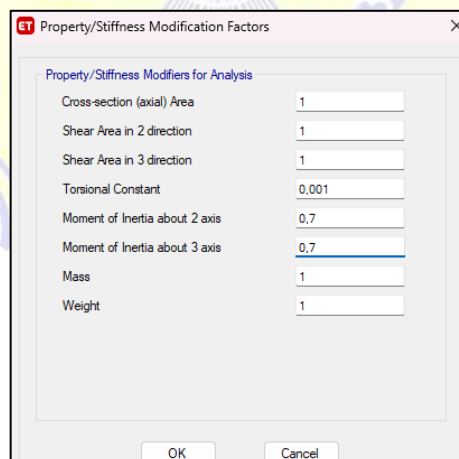 ET Property/Stiffness Modification Factors
Property/Stiffness Modifiers for Analysis
Cross-section (axial) Area 1
Shear Area in 2 direction 1
Shear Area in 3 direction 1
Torsional Constant 0,001
Moment of Inertia about 2 axis 0,7
Moment of Inertia about 3 axis 0,7
Mass 1
Weight 1
OK Cancel